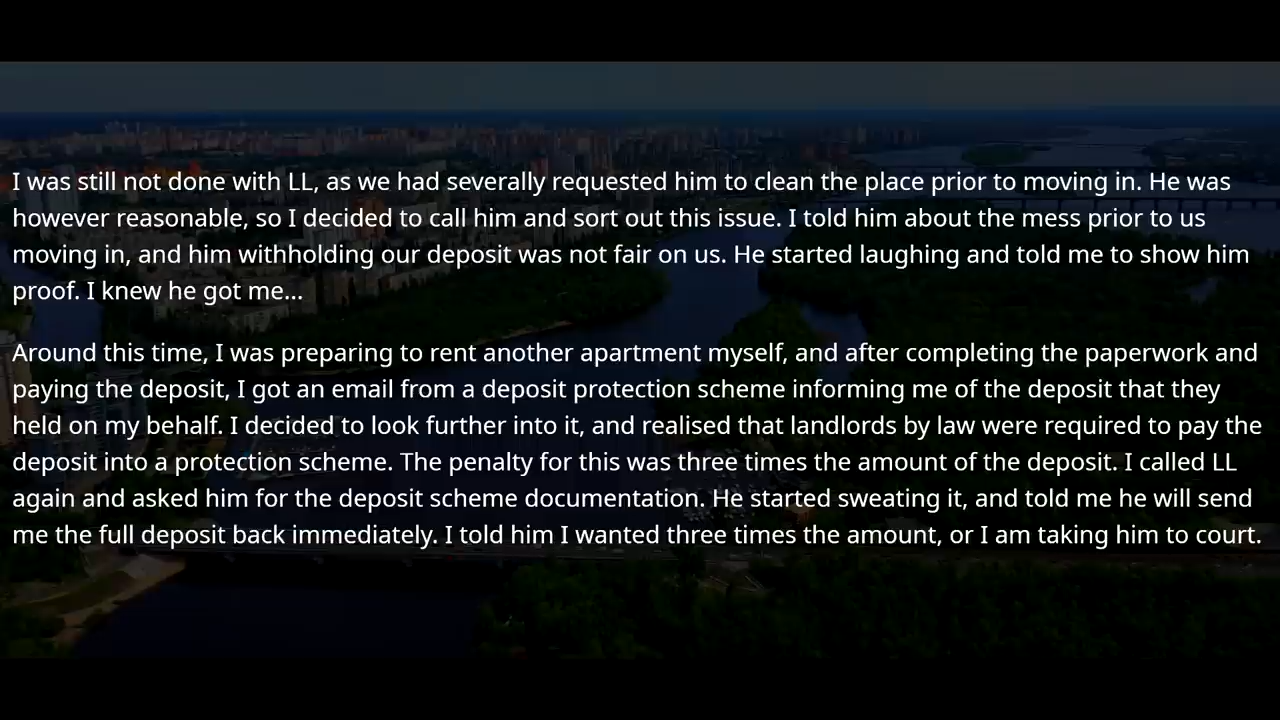 I was still not done with LL, as we had severally requested him to clean the place prior to moving in. He was
however reasonable, so I decided to call him and sort out this issue. I told him about the mess prior to us
moving in, and him withholding our deposit was not fair on us. He started laughing and told me to show him
proof. I knew he got me...
Around this time, I was preparing to rent another apartment myself, and after completing the paperwork and
paying the deposit, I got an email from a deposit protection scheme informing me of the deposit that they
held on my behalf. I decided to look further into it, and realised that landlords by law were required to pay the
deposit into a protection scheme. The penalty for this was three times the amount of the deposit. I called LL
again and asked him for the deposit scheme documentation. He started sweating it, and told me he will send
me the full deposit back immediately. I told him I wanted three times the amount, or I am taking him to court.